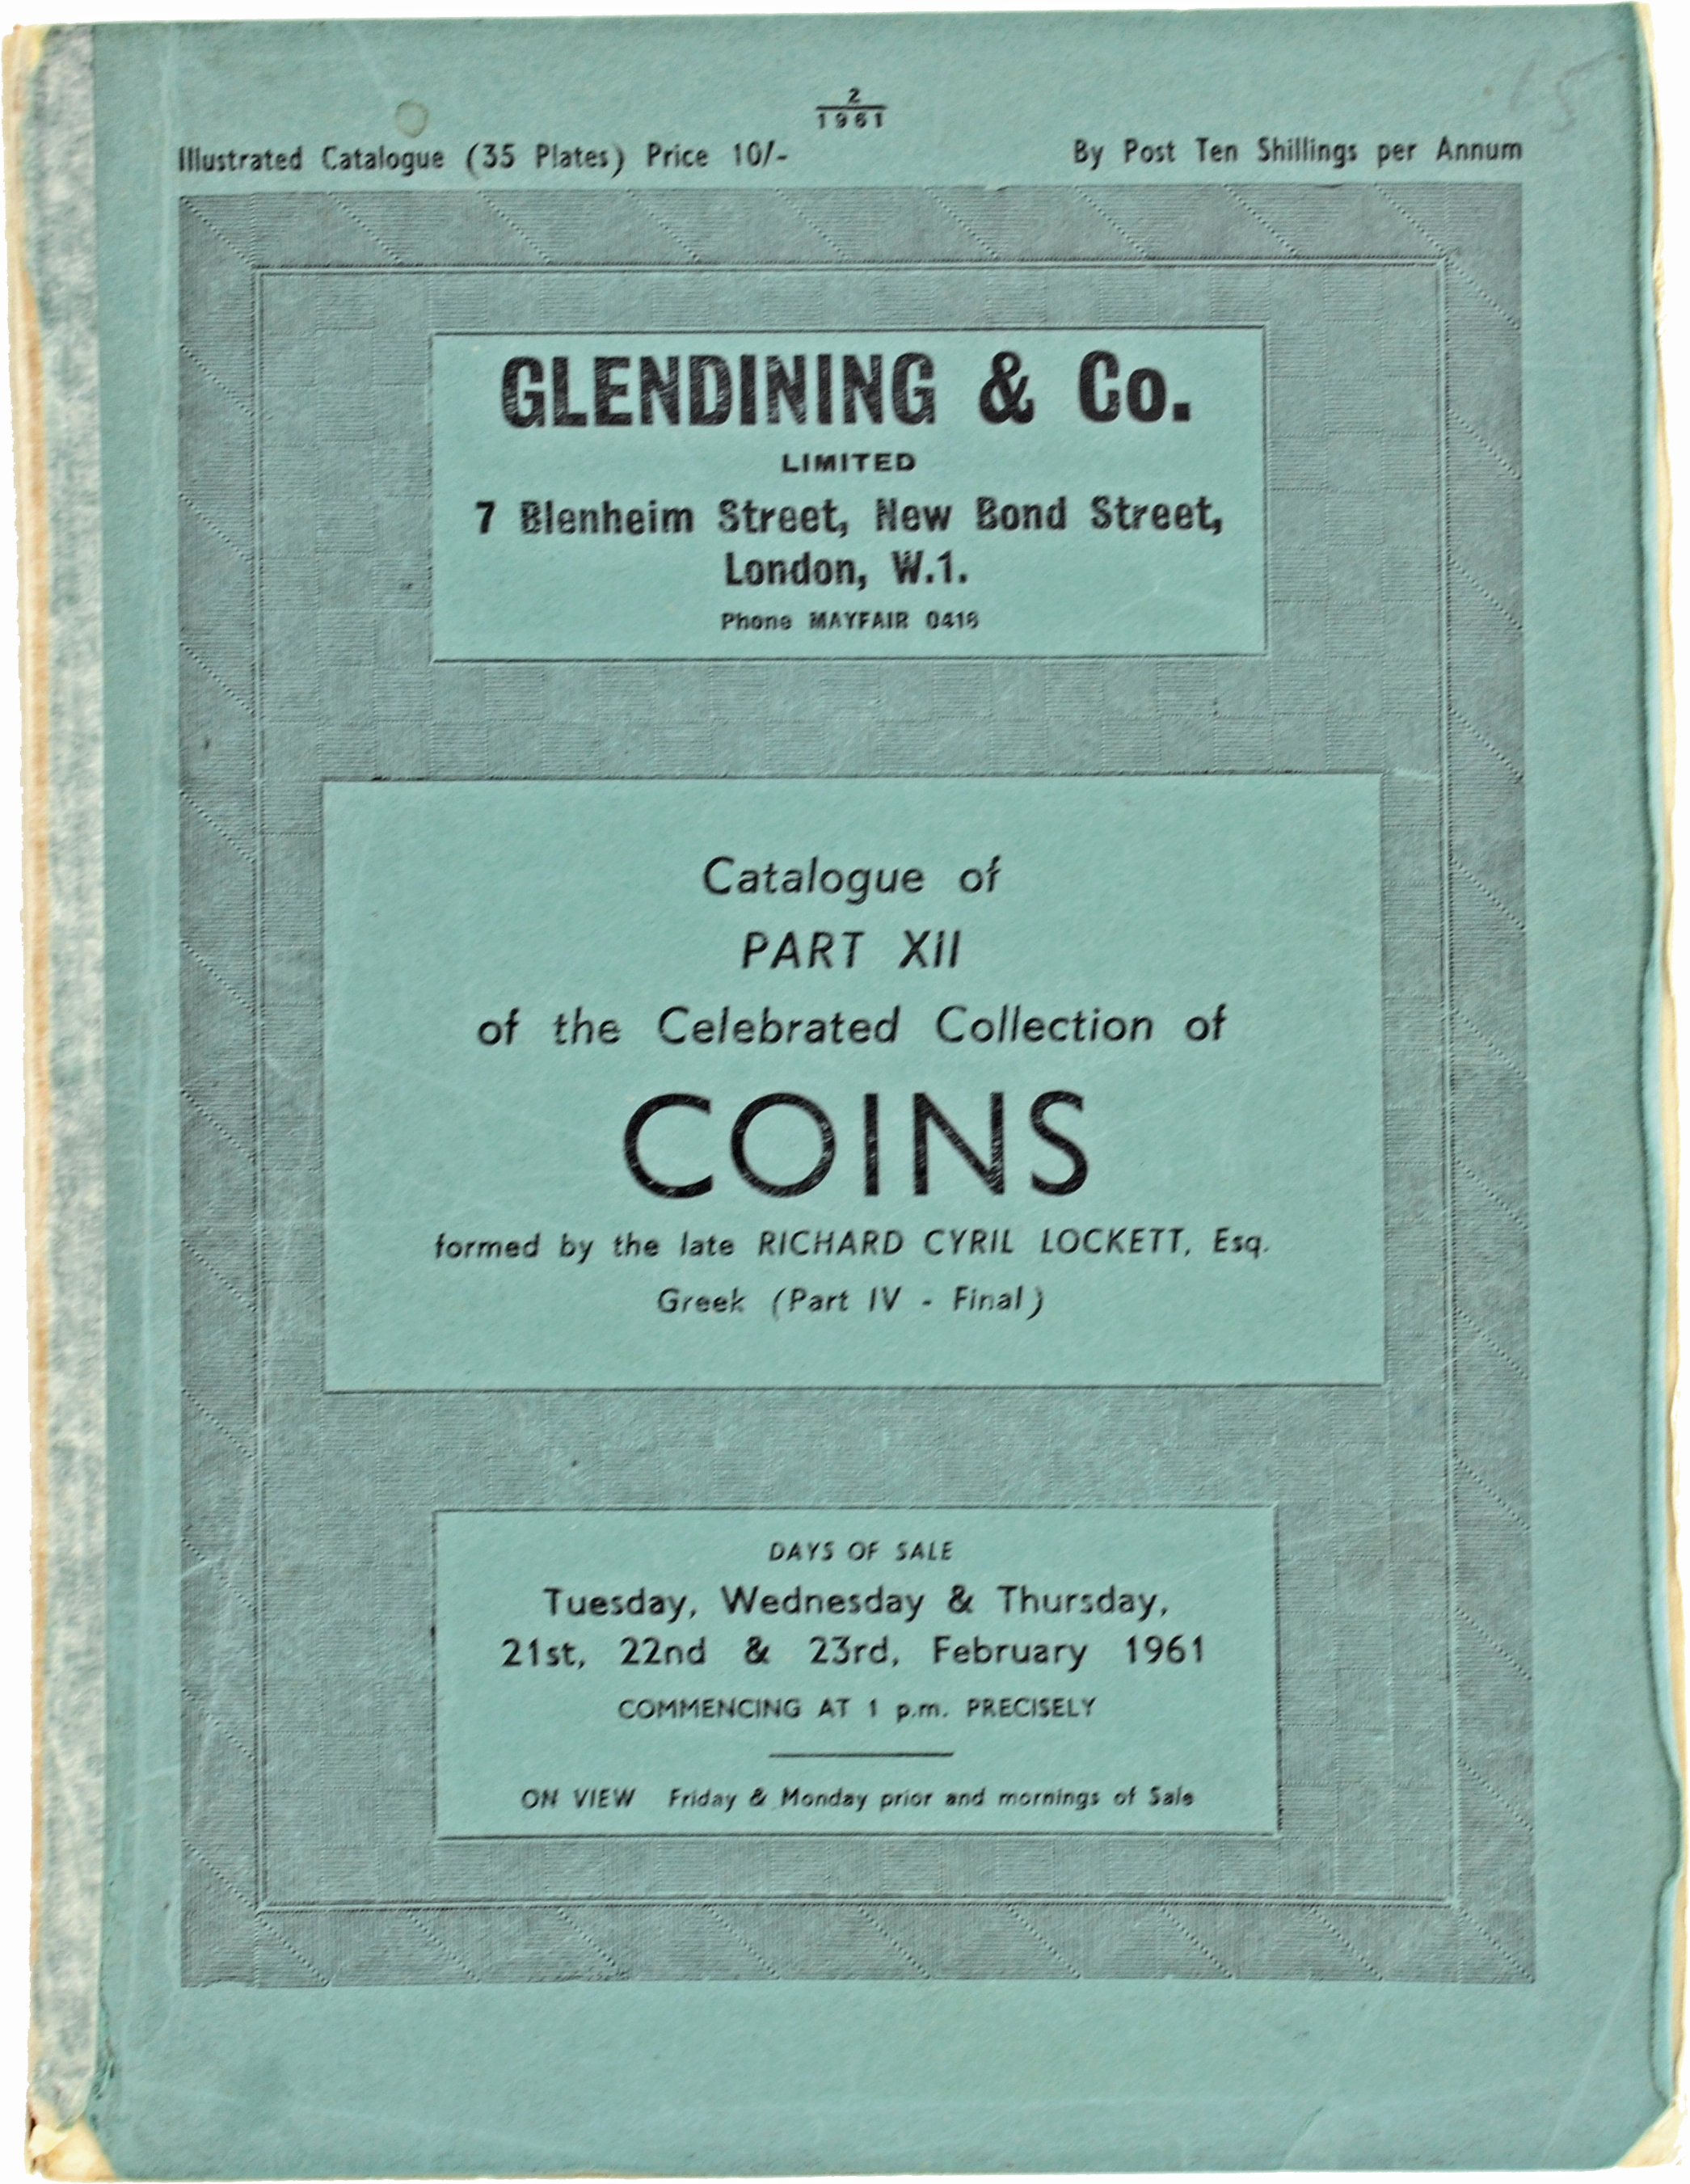 2
1961
Illustrated Catalogue (35 Plates) Price 10/-
By Post Ten Shillings per Annum
GLENDINING & Co.
LIMITED
7 Blenheim Street, New Bond Street,
London, W.1.
Phone MAYFAIR 0416
Catalogue of
PART XII
of the Celebrated Collection of
COINS
formed by the late RICHARD CYRIL LOCKETT, Esq.
Greek (Part IV - Final)
DAYS OF SALE
Tuesday, Wednesday & Thursday,
21st, 22nd & 23rd, February 1961
COMMENCING AT 1 p.m. PRECISELY
ON VIEW Friday & Monday prior and mornings of Sale